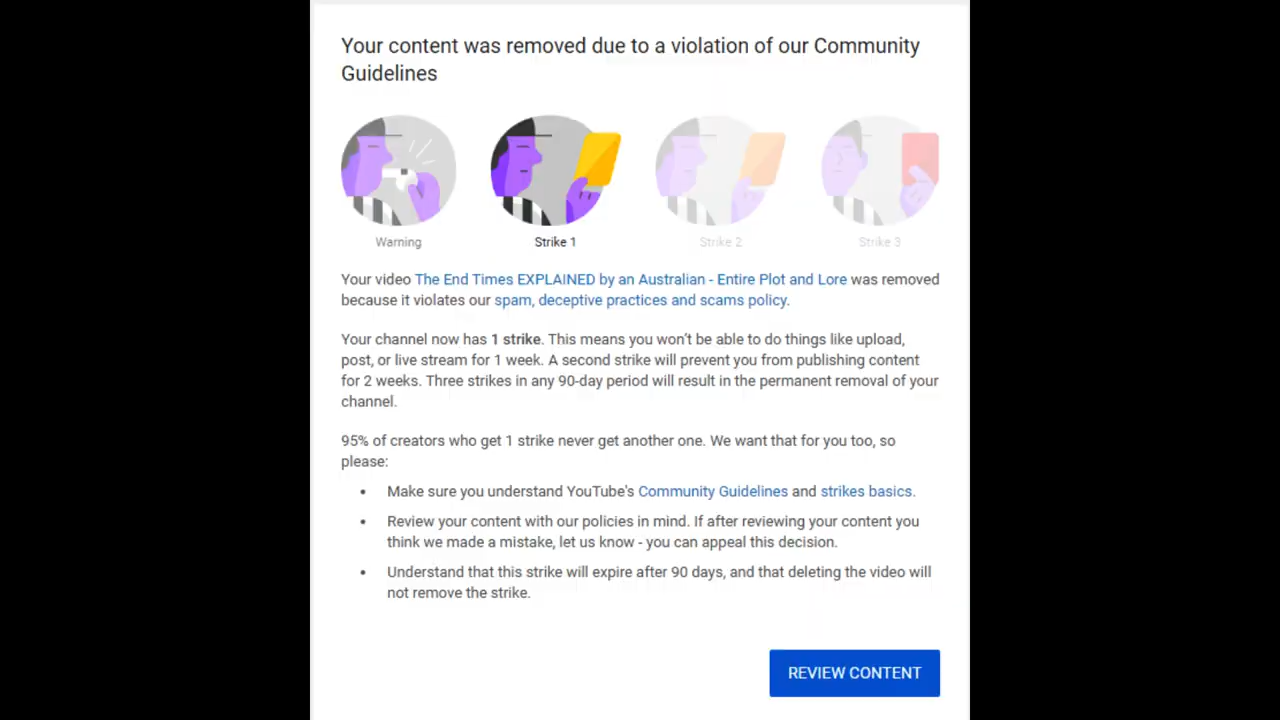 Your content was removed due to a violation of our Community
Guidelines
Warning
Strike 1
Strike 2
Strike 3
Your video The End Times EXPLAINED by an Australian - Entire Plot and Lore was removed
because it violates our spam, deceptive practices and scams policy.
Your channel now has 1 strike. This means you won't be able to do things like upload,
post, or live stream for 1 week. A second strike will prevent you from publishing content
for 2 weeks. Three strikes in any 90-day period will result in the permanent removal of your
channel.
95% of creators who get 1 strike never get another one. We want that for you too, so
please:
• Make sure you understand YouTube's Community Guidelines and strikes basics.
• Review your content with our policies in mind. If after reviewing your content you
think we made a mistake, let us know - you can appeal this decision.
• Understand that this strike will expire after 90 days, and that deleting the video will
not remove the strike.
REVIEW CONTENT